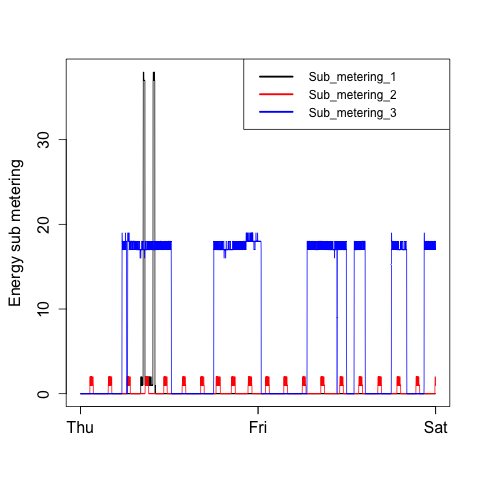 Sub_metering_1
Sub_metering_2
Sub_metering_3
Energy sub metering
30
20
10
0
Thu Fri Sat